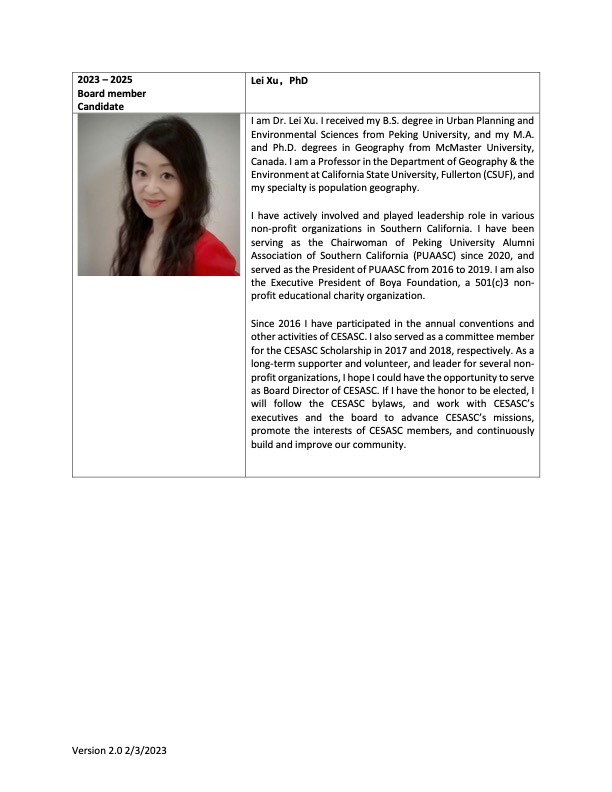 2023 – 2025
Board member
Candidate
Lei Xu，PhD
I am Dr. Lei Xu. I received my B.S. degree in Urban Planning and
Environmental Sciences from Peking University, and my M.A.
and Ph.D. degrees in Geography from McMaster University,
Canada. I am a Professor in the Department of Geography & the
Environment at California State University, Fullerton (CSUF), and
my specialty is population geography.
I have actively involved and played leadership role in various
non-profit organizations in Southern California. I have been
serving as the Chairwoman of Peking University Alumni
Association of Southern California (PUAASC) since 2020, and
served as the President of PUAASC from 2016 to 2019. I am also
the Executive President of Boya Foundation, a 501(c)3 non-
profit educational charity organization.
Since 2016 I have participated in the annual conventions and
other activities of CESASC. I also served as a committee member
for the CESASC Scholarship in 2017 and 2018, respectively. As a
long-term supporter and volunteer, and leader for several non-
profit organizations, I hope I could have the opportunity to serve
as Board Director of CESASC. If I have the honor to be elected, I
will follow the CESASC bylaws, and work with CESASC’s
executives and the board to advance CESASC’s missions,
promote the interests of CESASC members, and continuously
build and improve our community.
Version 2.0 2/3/2023